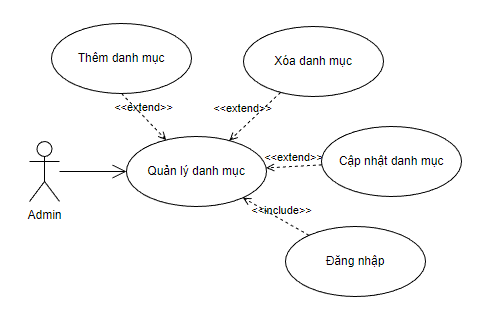 Thêm danh mục
Xóa danh mục
<<extend>>
<<extend>>
<<extend>>
Cập nhật danh mục
Quản lý danh mục
Admin
<<include>>
Đăng nhập